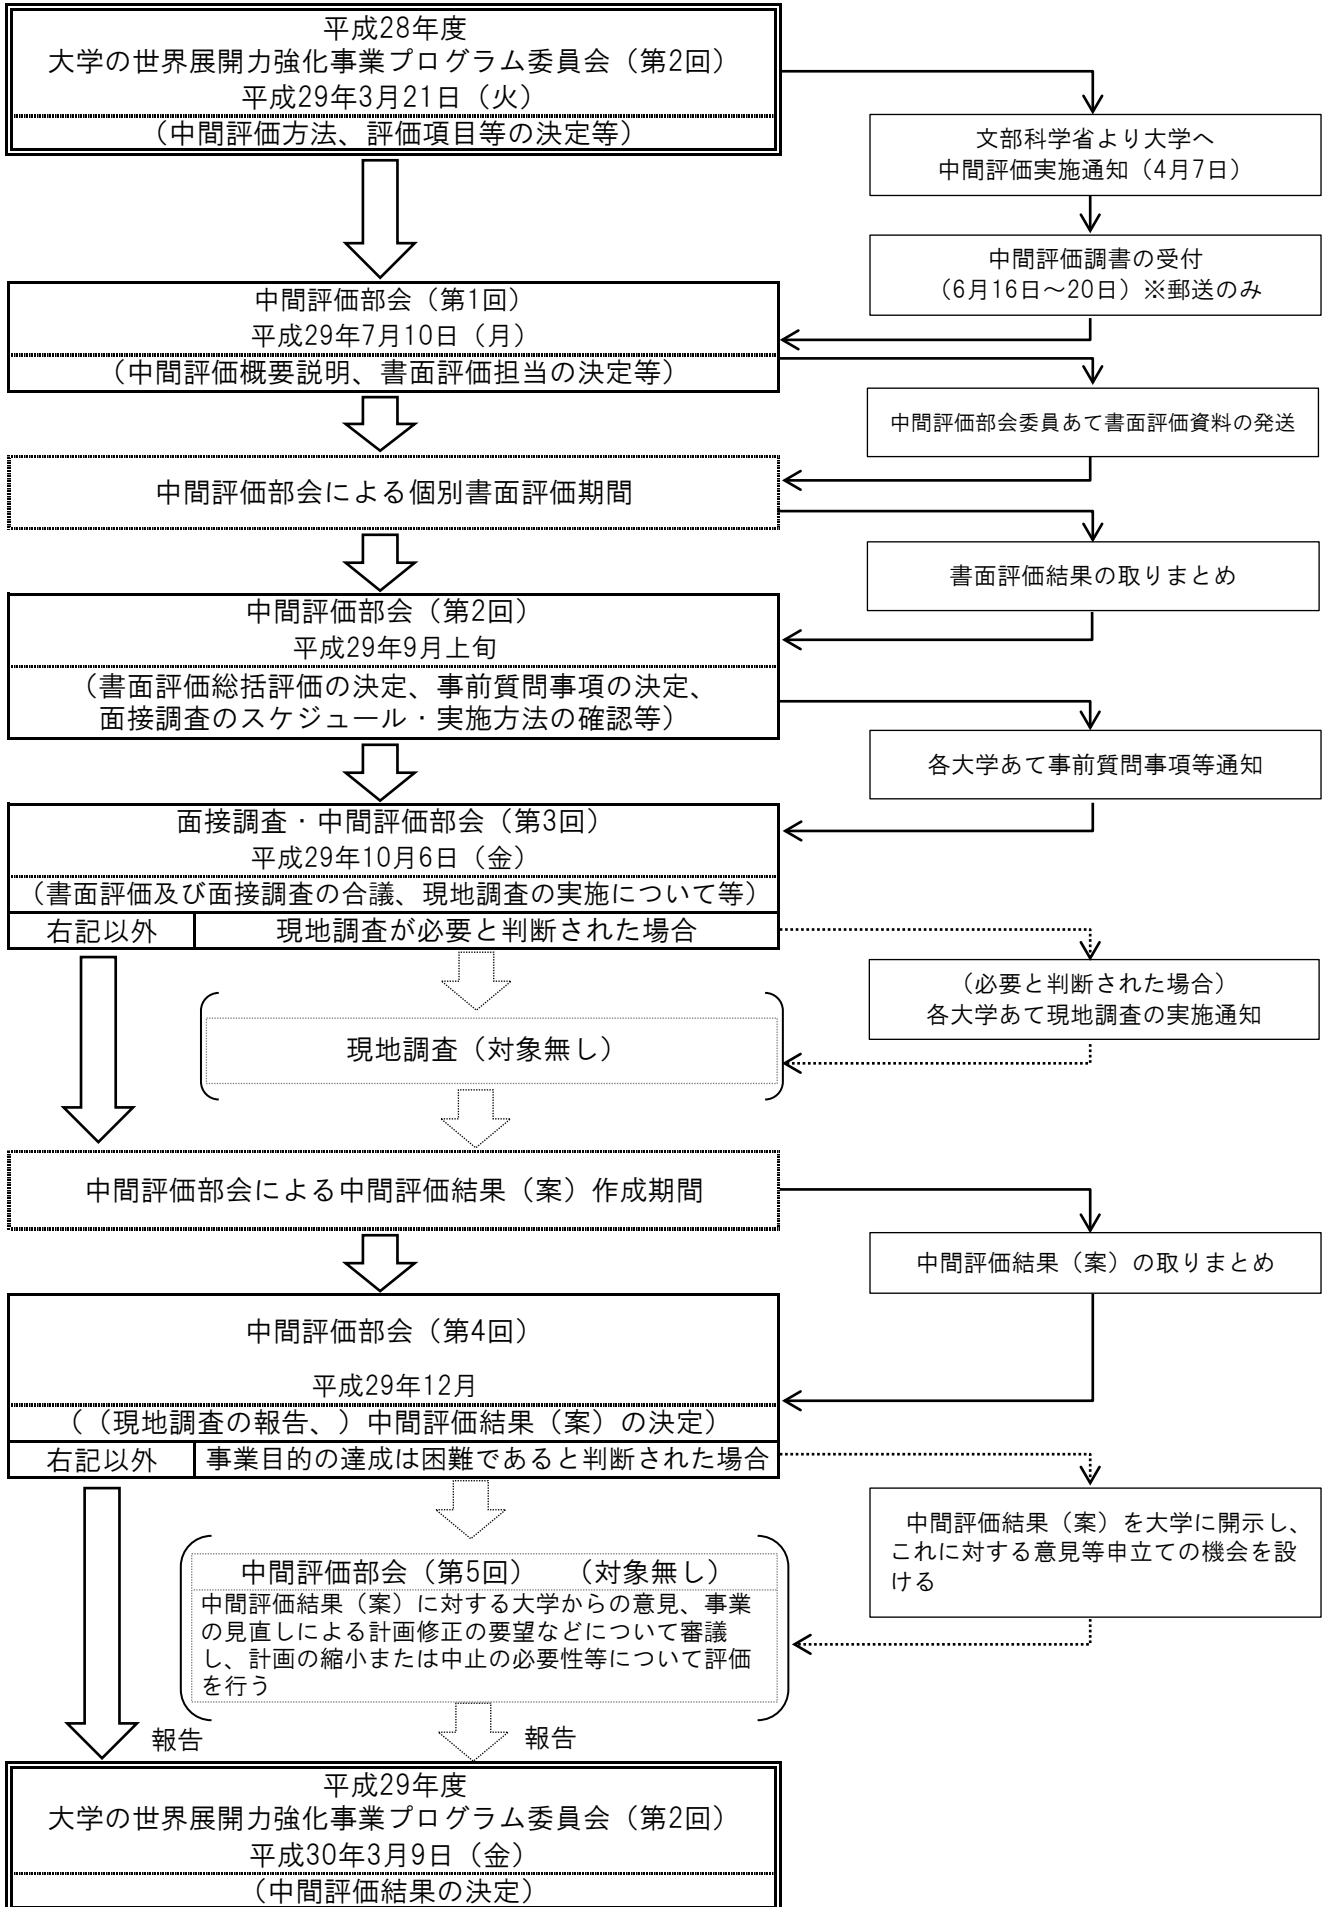 平成28年度
大学の世界展開力強化事業プログラム委員会（第2回）
平成29年3月21日（火）
（中間評価方法、評価項目等の決定等）
文部科学省より大学へ
中間評価実施通知（4月7日）
中間評価調書の受付
（6月16日～20日）※郵送のみ
中間評価部会（第1回）
平成29年7月10日（月）
（中間評価概要説明、書面評価担当の決定等）
中間評価部会委員あて書面評価資料の発送
中間評価部会による個別書面評価期間
書面評価結果の取りまとめ
中間評価部会（第2回）
平成29年9月上旬
（書面評価総括評価の決定、事前質問事項の決定、
面接調査のスケジュール・実施方法の確認等）
各大学あて事前質問事項等通知
面接調査・中間評価部会（第3回）
平成29年10月6日（金）
（書面評価及び面接調査の合議、現地調査の実施について等）
右記以外
現地調査が必要と判断された場合
（必要と判断された場合）
各大学あて現地調査の実施通知
現地調査（対象無し）
中間評価部会による中間評価結果（案）作成期間
中間評価結果（案）の取りまとめ
中間評価部会（第4回）
平成29年12月
（（現地調査の報告、）中間評価結果（案）の決定）
右記以外
事業目的の達成は困難であると判断された場合
中間評価結果（案）を大学に開示し、
これに対する意見等申立ての機会を設
ける
中間評価部会（第5回）　（対象無し）
中間評価結果（案）に対する大学からの意見、事業
の見直しによる計画修正の要望などについて審議
し、計画の縮小または中止の必要性等について評価
を行う
報告
報告
平成29年度
大学の世界展開力強化事業プログラム委員会（第2回）
平成30年3月9日（金）
（中間評価結果の決定）